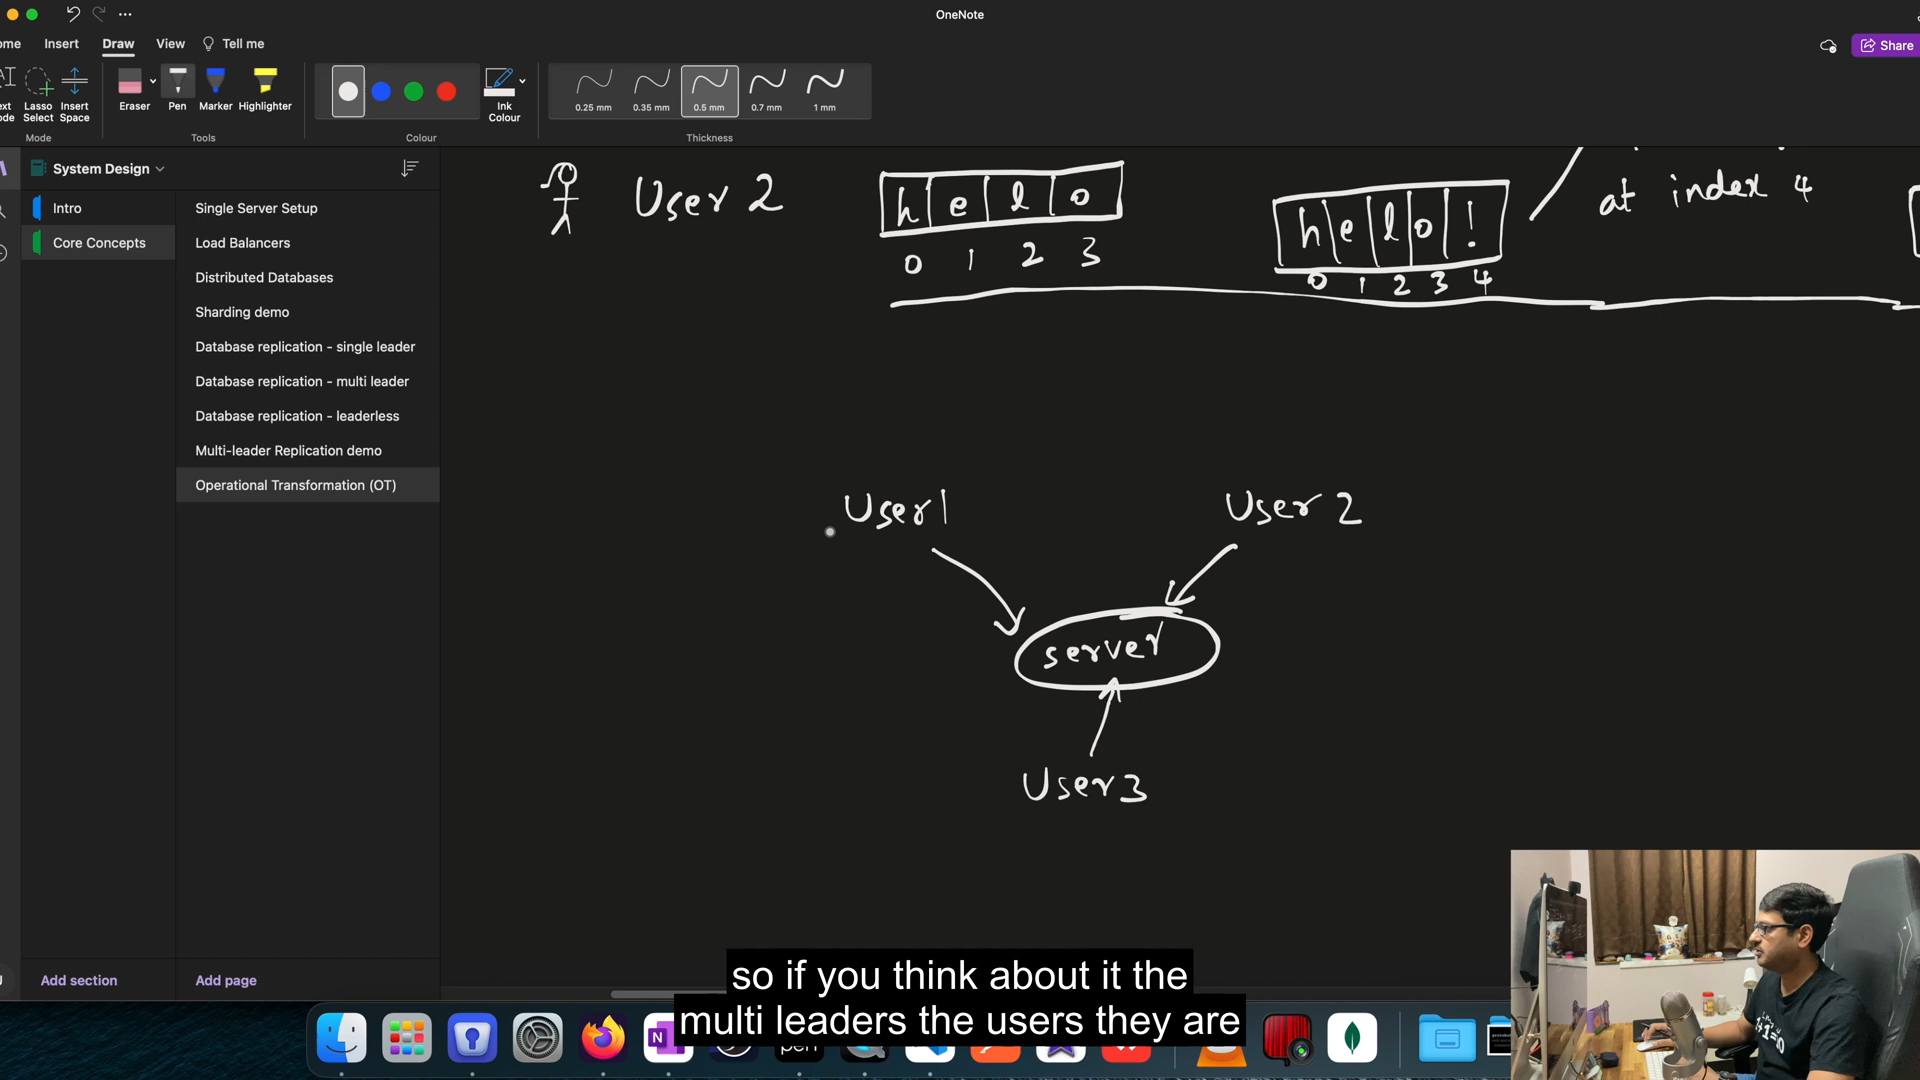 OneNote
ome Insert Draw View Tell me
Share
ext
ode
Lasso
Select
Insert
Space
Eraser
Pen
Marker
Highlighter
Ink
Colour
0.25 mm
0.35 mm
0.5 mm
0.7 mm
1 mm
Mode
Tools
Colour
Thickness
System Design
Intro
Core Concepts
Single Server Setup
Load Balancers
Distributed Databases
Sharding demo
Database replication - single leader
Database replication - multi leader
Database replication - leaderless
Multi-leader Replication demo
Operational Transformation (OT)
Add section
Add page
User 2
h e l o
0 1 2 3
h e l o !
0 1 2 3 4
at index 4
User 1
User 2
server
User 3
so if you think about it the
multi leaders the users they are